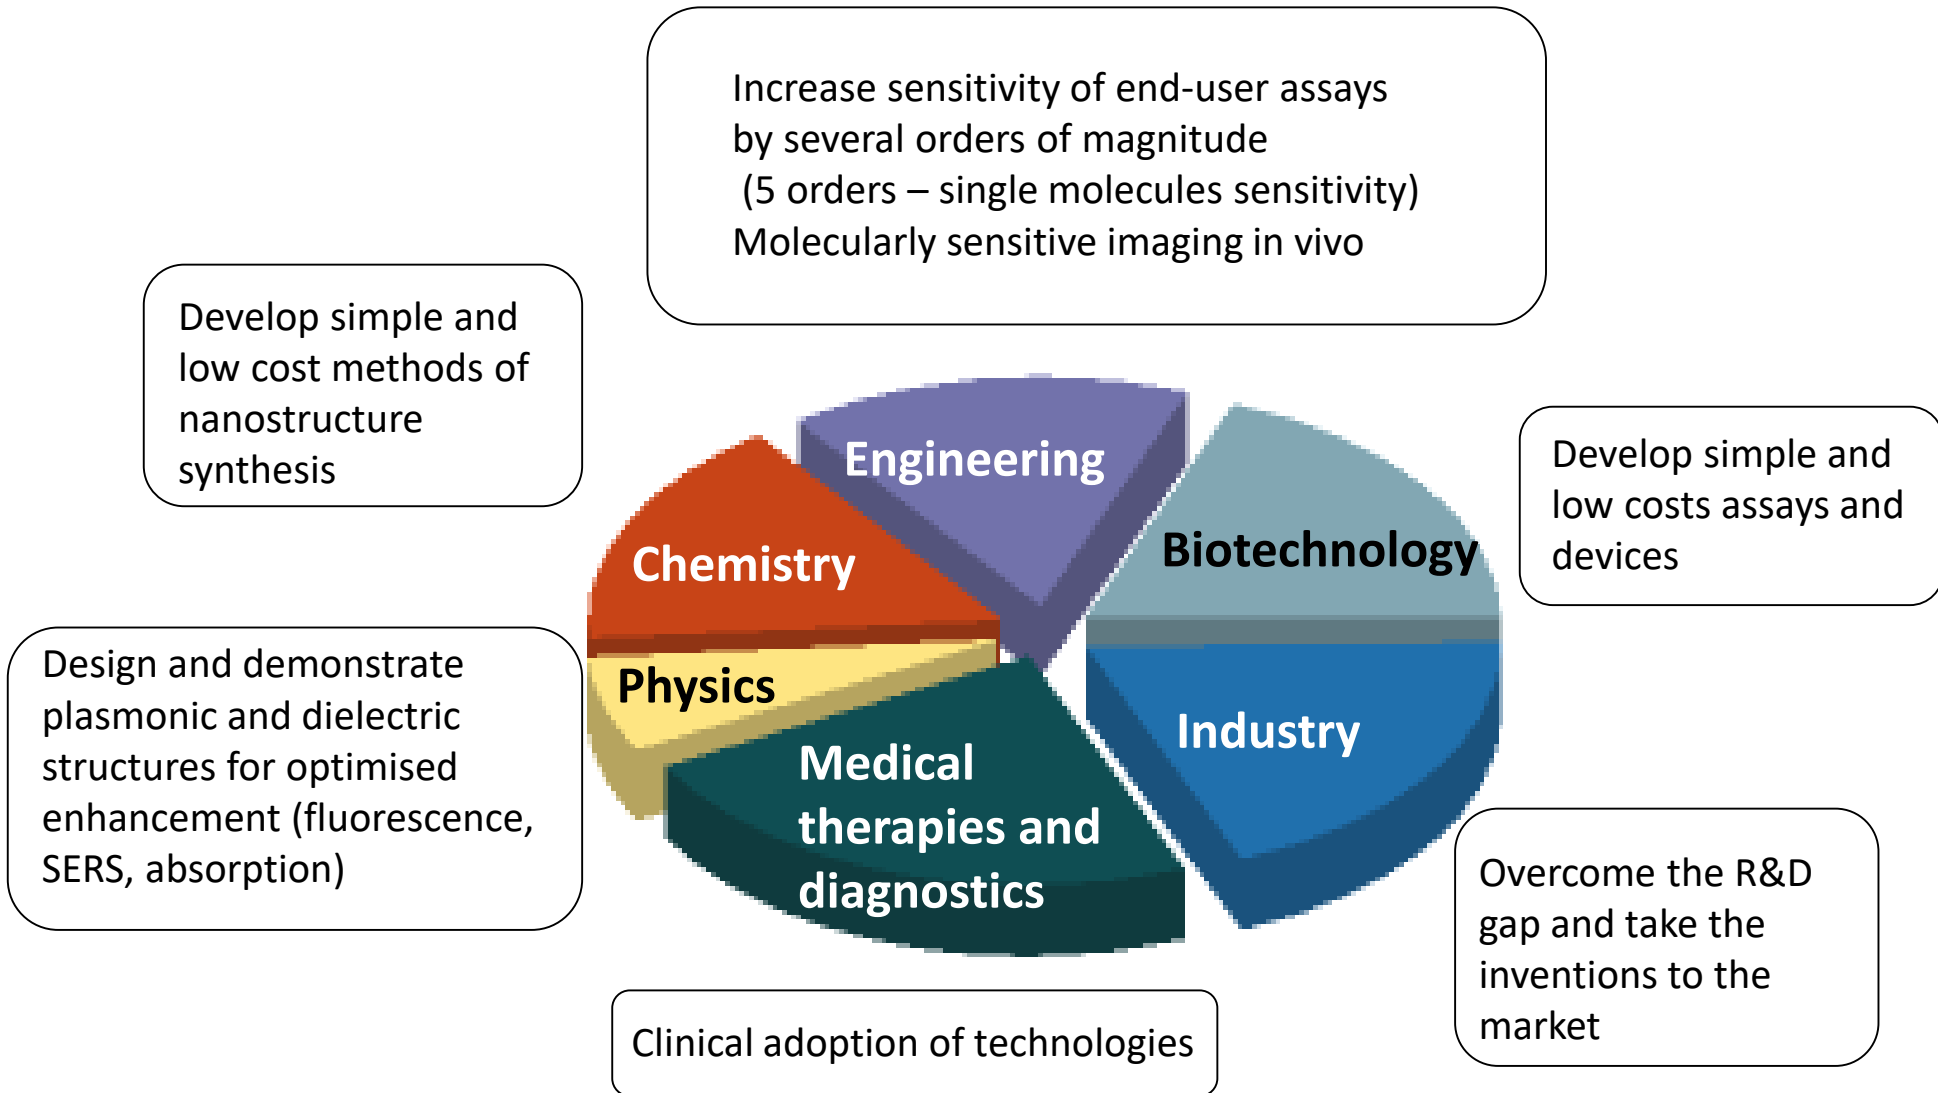 Increase sensitivity of end-user assays
by several orders of magnitude
(5 orders – single molecules sensitivity)
Molecularly sensitive imaging in vivo
Develop simple and
low cost methods of
nanostructure
synthesis
Engineering
Develop simple and
low costs assays and
devices
Chemistry
Biotechnology
Design and demonstrate
plasmonic and dielectric
structures for optimised
enhancement (fluorescence,
SERS, absorption)
Physics
Industry
Medical
therapies and
diagnostics
Overcome the R&D
gap and take the
inventions to the
market
Clinical adoption of technologies